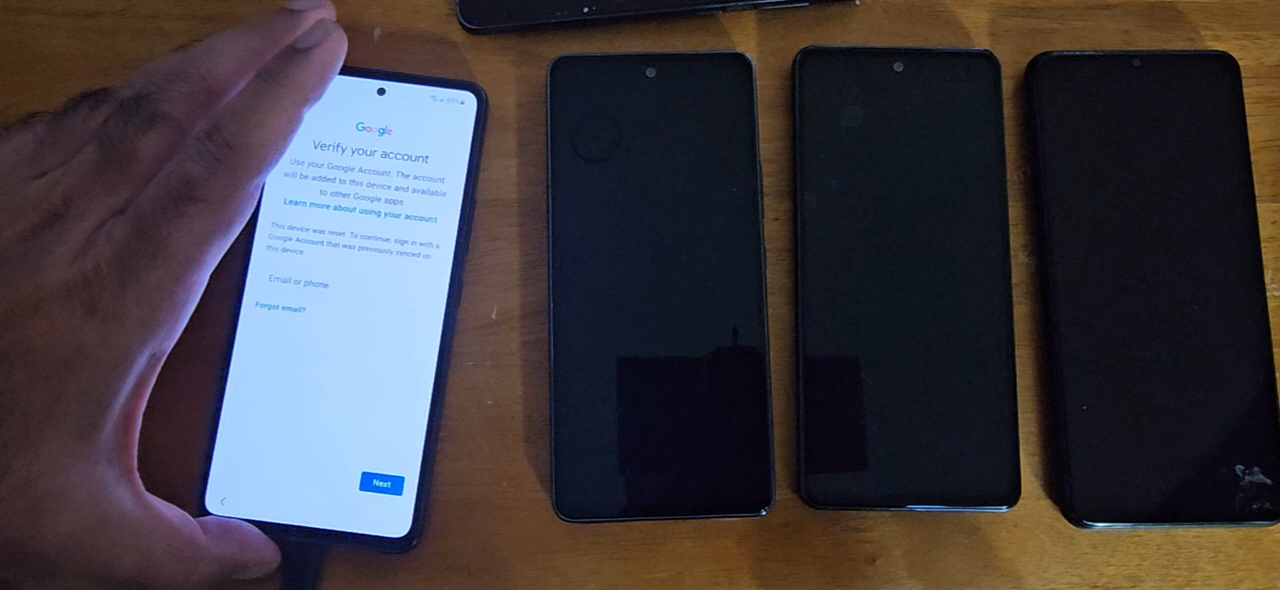 Google
Verify your account
Use your Google Account. The account
will be added to this device and available
to other Google apps.
Learn more about using your account
This device was reset. To continue, sign in with a
Google Account that was previously synced on
this device.
Email or phone
Forgot email?
Next